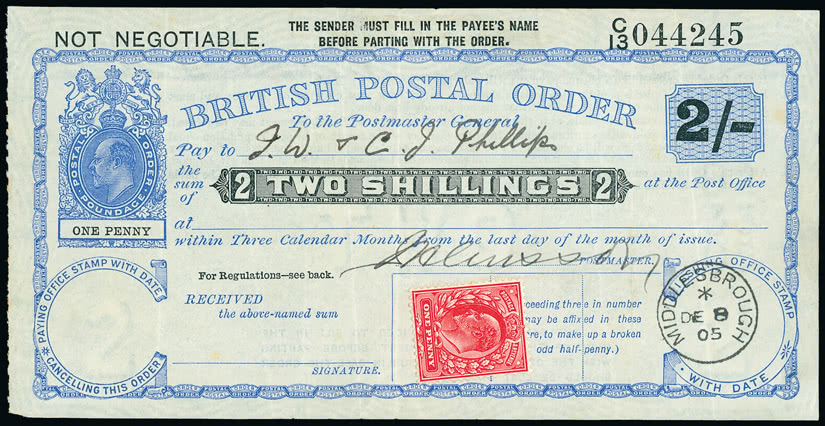 NOT NEGOTIABLE.
THE SENDER MUST FILL IN THE PAYEE'S NAME
BEFORE PARTING WITH THE ORDER.
C/13 044245
BRITISH POSTAL ORDER
2/-
To the Postmaster General
Pay to J. W. & C. J. Phillips
the sum of 2 TWO SHILLINGS 2 at the Post Office
at
within Three Calendar Months from the last day of the month of issue.
POSTAL ORDER
POUNDAGE
ONE PENNY
POSTMASTER.
For Regulations—see back.
RECEIVED
the above-named sum
SIGNATURE.
PAYING OFFICE STAMP WITH DATE
CANCELLING THIS ORDER
ONE PENNY
ceeding three in number
may be affixed in these
re, to make up a broken
odd half-penny.)
OFFICE STAMP
WITH DATE
MIDDLESBROUGH
*
DE 8
05